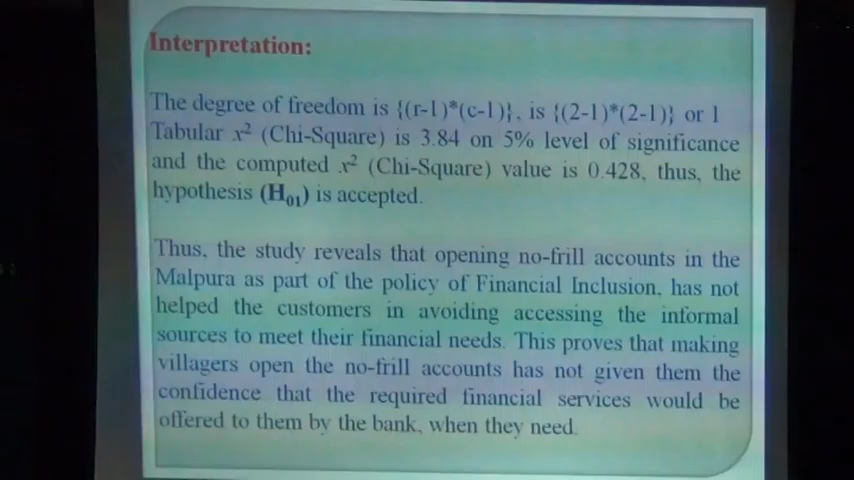 Interpretation:
The degree of freedom is {(r-1)*(c-1)}, is {(2-1)*(2-1)} or 1
Tabular x² (Chi-Square) is 3.84 on 5% level of significance
and the computed x² (Chi-Square) value is 0.428, thus, the
hypothesis (H₀₁) is accepted.
Thus, the study reveals that opening no-frill accounts in the
Malpura as part of the policy of Financial Inclusion, has not
helped the customers in avoiding accessing the informal
sources to meet their financial needs. This proves that making
villagers open the no-frill accounts has not given them the
confidence that the required financial services would be
offered to them by the bank, when they need.